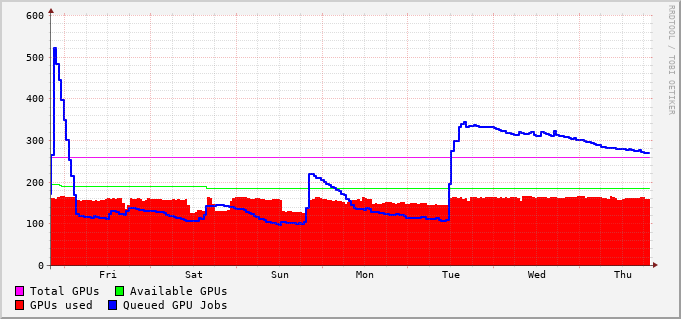 600
500
400
300
200
100
0
Fri Sat Sun Mon Tue Wed Thu
Total GPUs Available GPUs
GPUs used Queued GPU Jobs
RRDTOOL / TOBI OETIKER